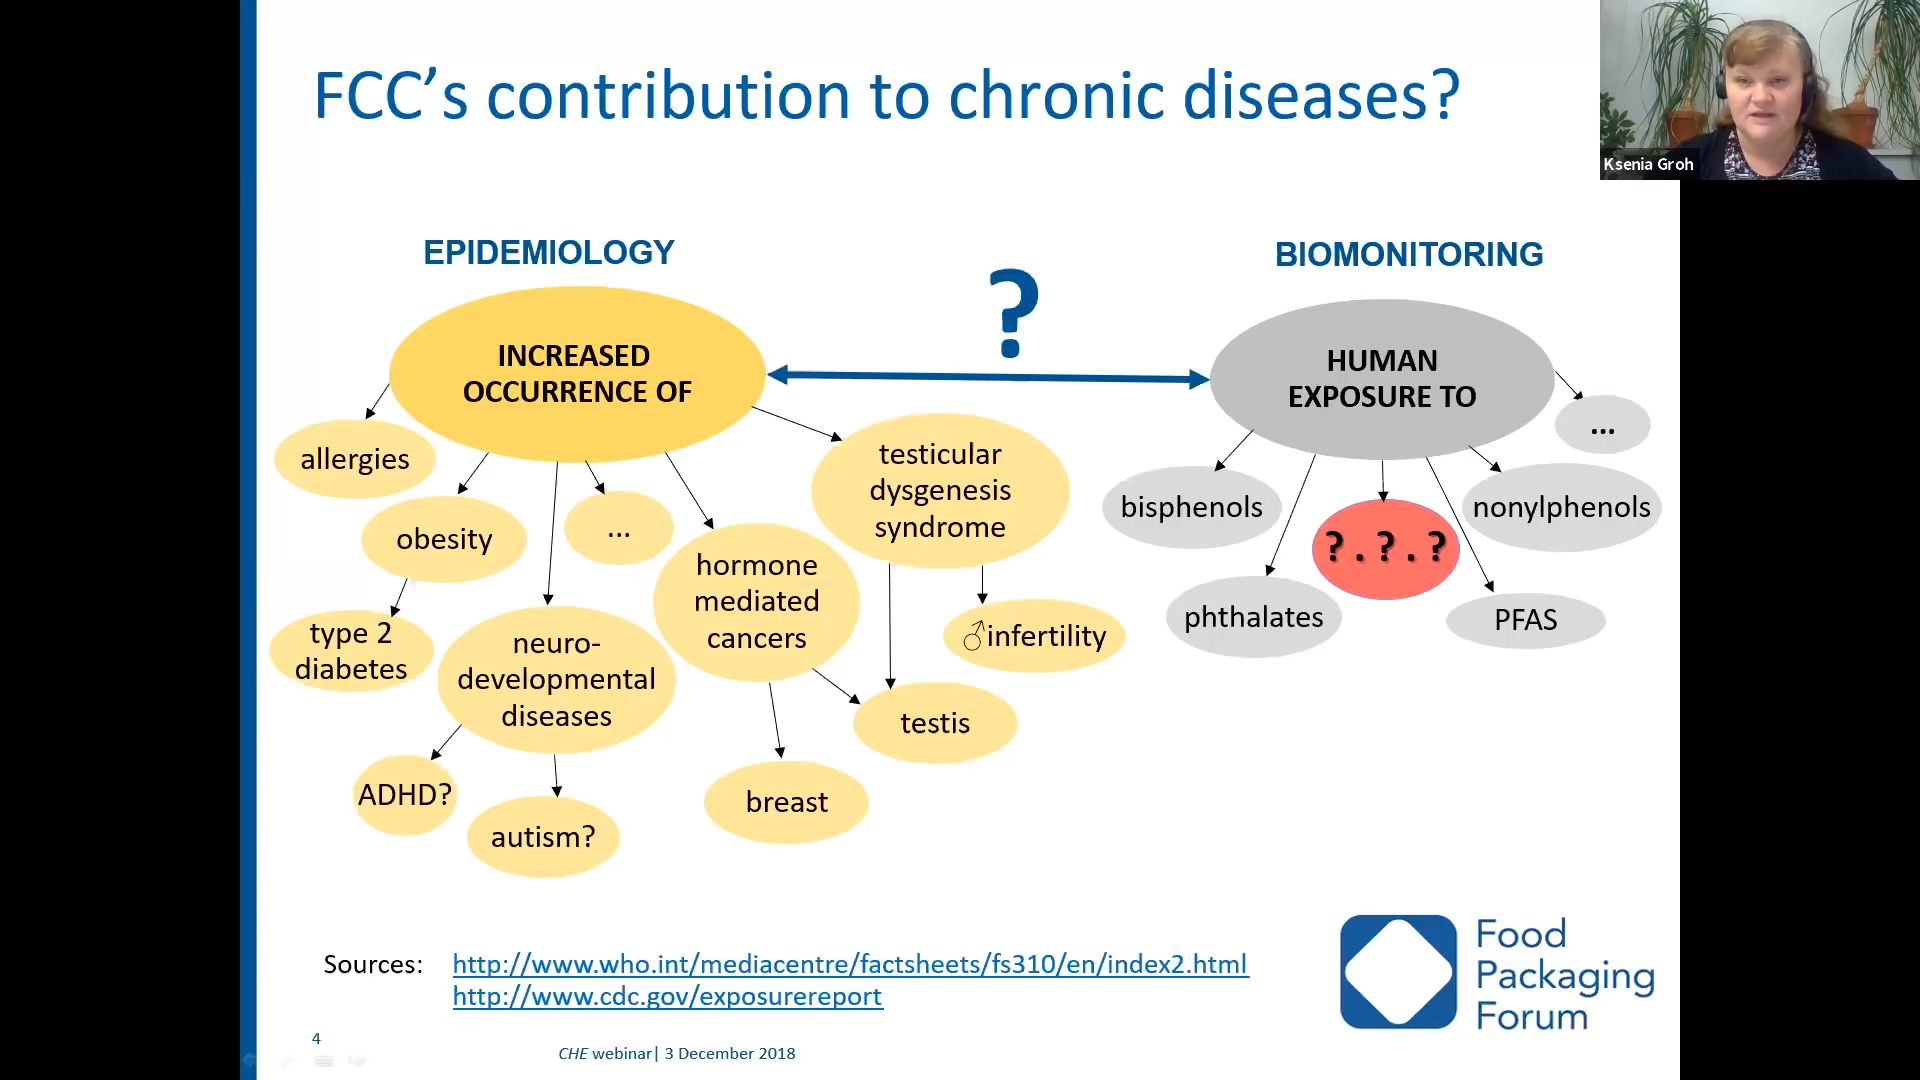 FCC’s contribution to chronic diseases?
Ksenia Groh
EPIDEMIOLOGY
?
BIOMONITORING
INCREASED
OCCURRENCE OF
HUMAN
EXPOSURE TO
allergies
obesity
...
type 2
diabetes
neuro-
developmental
diseases
ADHD?
autism?
hormone
mediated
cancers
breast
testicular
dysgenesis
syndrome
♂infertility
testis
bisphenols
phthalates
? . ? . ?
PFAS
nonylphenols
...
Sources: http://www.who.int/mediacentre/factsheets/fs310/en/index2.html
http://www.cdc.gov/exposurereport
Food
Packaging
Forum
4
CHE webinar| 3 December 2018